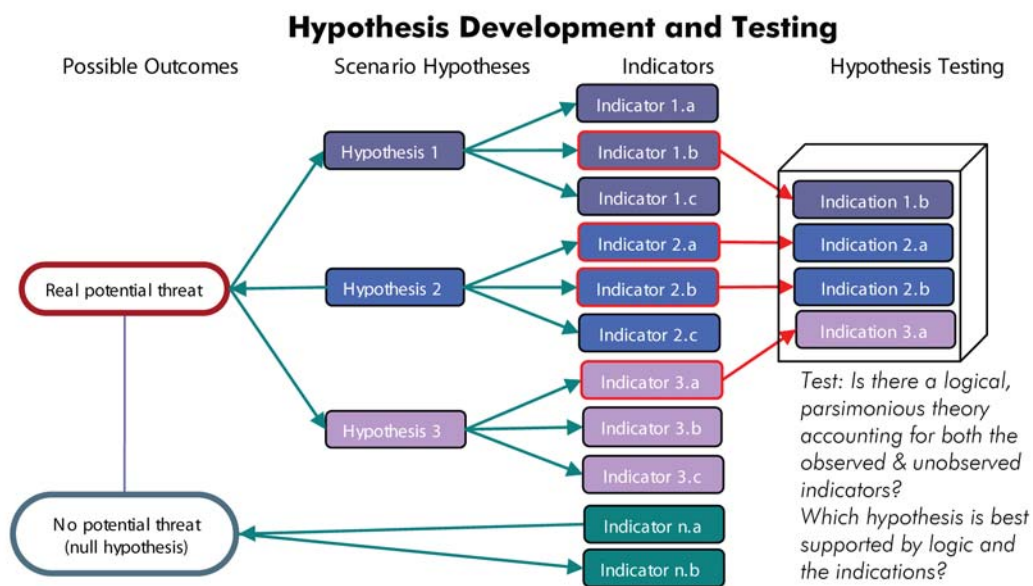 Hypothesis Development and Testing
Possible Outcomes
Scenario Hypotheses
Indicators
Hypothesis Testing
Real potential threat
No potential threat
(null hypothesis)
Hypothesis 1
Hypothesis 2
Hypothesis 3
Indicator 1.a
Indicator 1.b
Indicator 1.c
Indicator 2.a
Indicator 2.b
Indicator 2.c
Indicator 3.a
Indicator 3.b
Indicator 3.c
Indicator n.a
Indicator n.b
Indication 1.b
Indication 2.a
Indication 2.b
Indication 3.a
Test: Is there a logical,
parsimonious theory
accounting for both the
observed & unobserved
indicators?
Which hypothesis is best
supported by logic and
the indications?